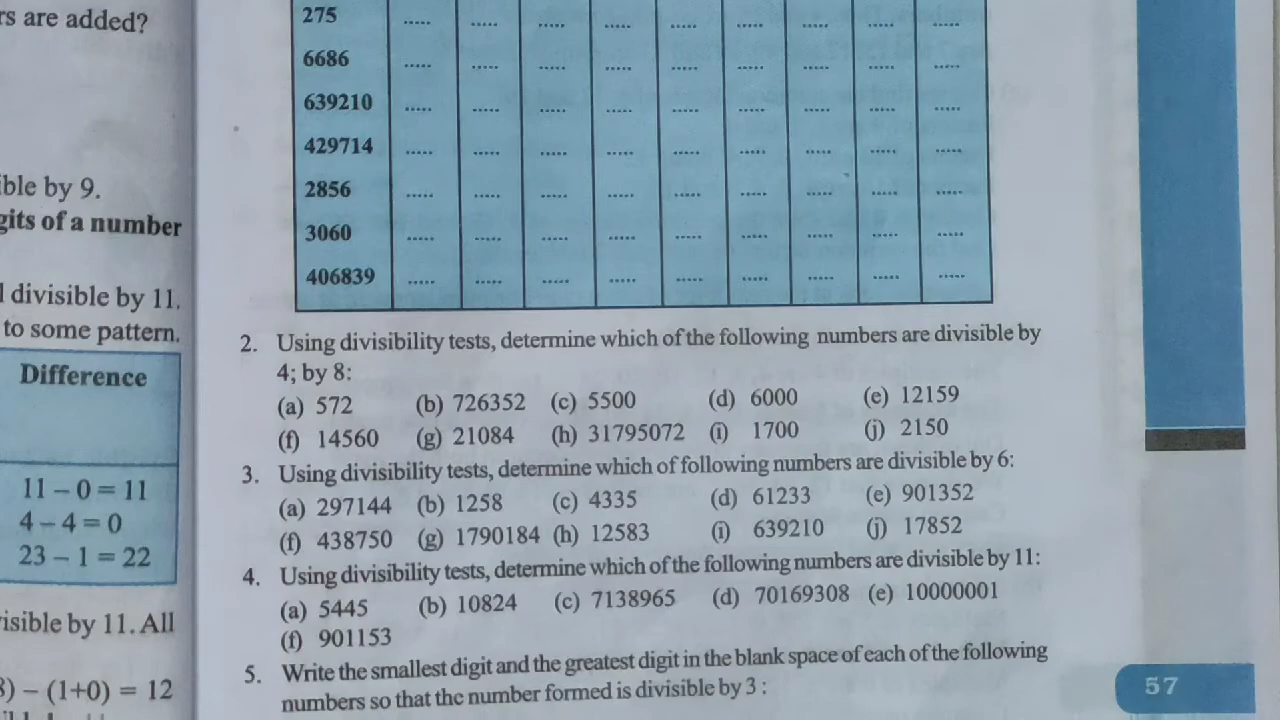 rs are added?
ible by 9.
gits of a number
l divisible by 11.
to some pattern.
Difference
11 – 0 = 11
4 – 4 = 0
23 – 1 = 22
isible by 11. All
) – (1+0) = 12
275 ..... ..... ..... ..... ..... ..... ..... ..... .....
6686 ..... ..... ..... ..... ..... ..... ..... ..... .....
639210 ..... ..... ..... ..... ..... ..... ..... ..... .....
429714 ..... ..... ..... ..... ..... ..... ..... ..... .....
2856 ..... ..... ..... ..... ..... ..... ..... ..... .....
3060 ..... ..... ..... ..... ..... ..... ..... ..... .....
406839 ..... ..... ..... ..... ..... ..... ..... ..... .....
2. Using divisibility tests, determine which of the following numbers are divisible by
4; by 8:
(a) 572 (b) 726352 (c) 5500 (d) 6000 (e) 12159
(f) 14560 (g) 21084 (h) 31795072 (i) 1700 (j) 2150
3. Using divisibility tests, determine which of following numbers are divisible by 6:
(a) 297144 (b) 1258 (c) 4335 (d) 61233 (e) 901352
(f) 438750 (g) 1790184 (h) 12583 (i) 639210 (j) 17852
4. Using divisibility tests, determine which of the following numbers are divisible by 11:
(a) 5445 (b) 10824 (c) 7138965 (d) 70169308 (e) 10000001
(f) 901153
5. Write the smallest digit and the greatest digit in the blank space of each of the following
numbers so that the number formed is divisible by 3 :
57